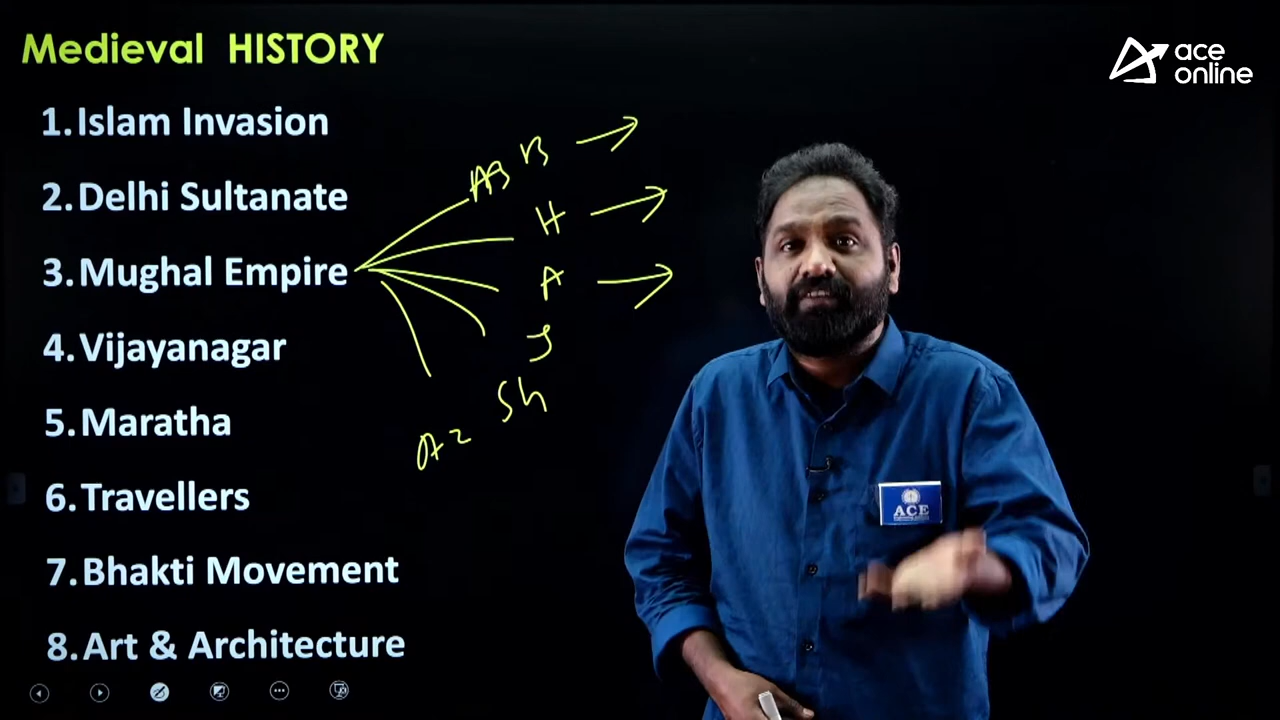 Medieval HISTORY
ace
online
1. Islam Invasion
2. Delhi Sultanate
3. Mughal Empire
4. Vijayanagar
5. Maratha
6. Travellers
7. Bhakti Movement
8. Art & Architecture
B
H
A
J
Sh
ACE